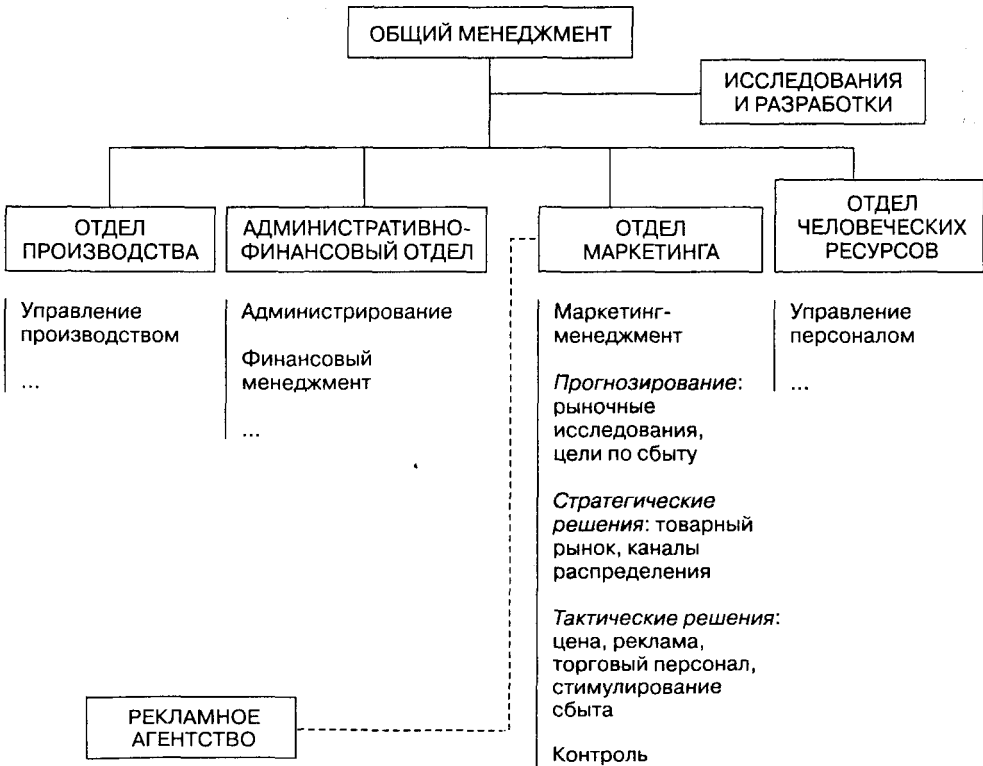 ОБЩИЙ МЕНЕДЖМЕНТ
ИССЛЕДОВАНИЯ
И РАЗРАБОТКИ
ОТДЕЛ
ПРОИЗВОДСТВА
АДМИНИСТРАТИВНО-
ФИНАНСОВЫЙ ОТДЕЛ
ОТДЕЛ
МАРКЕТИНГА
ОТДЕЛ
ЧЕЛОВЕЧЕСКИХ
РЕСУРСОВ
Управление
производством
...
Администрирование
Финансовый
менеджмент
...
Маркетинг-
менеджмент
Прогнозирование:
рыночные
исследования,
цели по сбыту
Стратегические
решения: товарный
рынок, каналы
распределения
Тактические решения:
цена, реклама,
торговый персонал,
стимулирование
сбыта
Контроль
Управление
персоналом
...
РЕКЛАМНОЕ
АГЕНТСТВО